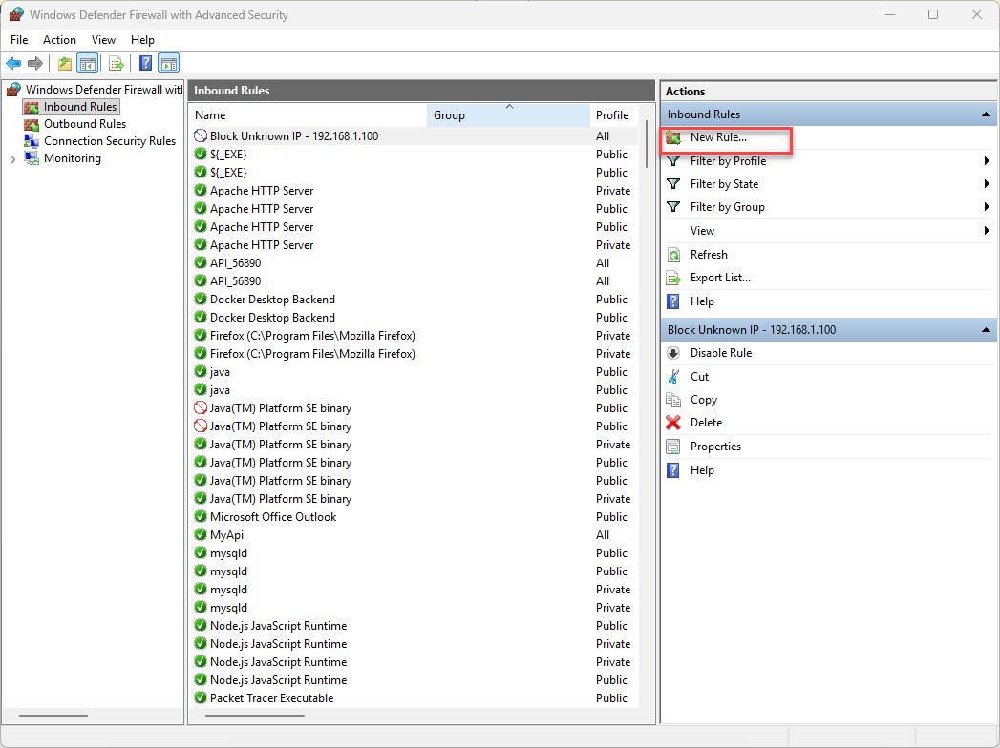 Windows Defender Firewall with Advanced Security
File Action View Help
Windows Defender Firewall wit
Inbound Rules
Outbound Rules
Connection Security Rules
Monitoring
Inbound Rules
Name Group Profile
Block Unknown IP - 192.168.1.100 All
${_EXE} Public
${_EXE} Public
Apache HTTP Server Private
Apache HTTP Server Public
Apache HTTP Server Public
Apache HTTP Server Private
API_56890 All
API_56890 All
Docker Desktop Backend Public
Docker Desktop Backend Public
Firefox (C:\Program Files\Mozilla Firefox) Private
Firefox (C:\Program Files\Mozilla Firefox) Private
java Public
java Public
Java(TM) Platform SE binary Public
Java(TM) Platform SE binary Public
Java(TM) Platform SE binary Private
Java(TM) Platform SE binary Public
Java(TM) Platform SE binary Public
Java(TM) Platform SE binary Private
Microsoft Office Outlook Public
MyApi All
mysqld Public
mysqld Public
mysqld Private
mysqld Private
Node.js JavaScript Runtime Public
Node.js JavaScript Runtime Private
Node.js JavaScript Runtime Private
Node.js JavaScript Runtime Public
Packet Tracer Executable Public
Actions
Inbound Rules
New Rule...
Filter by Profile
Filter by State
Filter by Group
View
Refresh
Export List...
Help
Block Unknown IP - 192.168.1.100
Disable Rule
Cut
Copy
Delete
Properties
Help